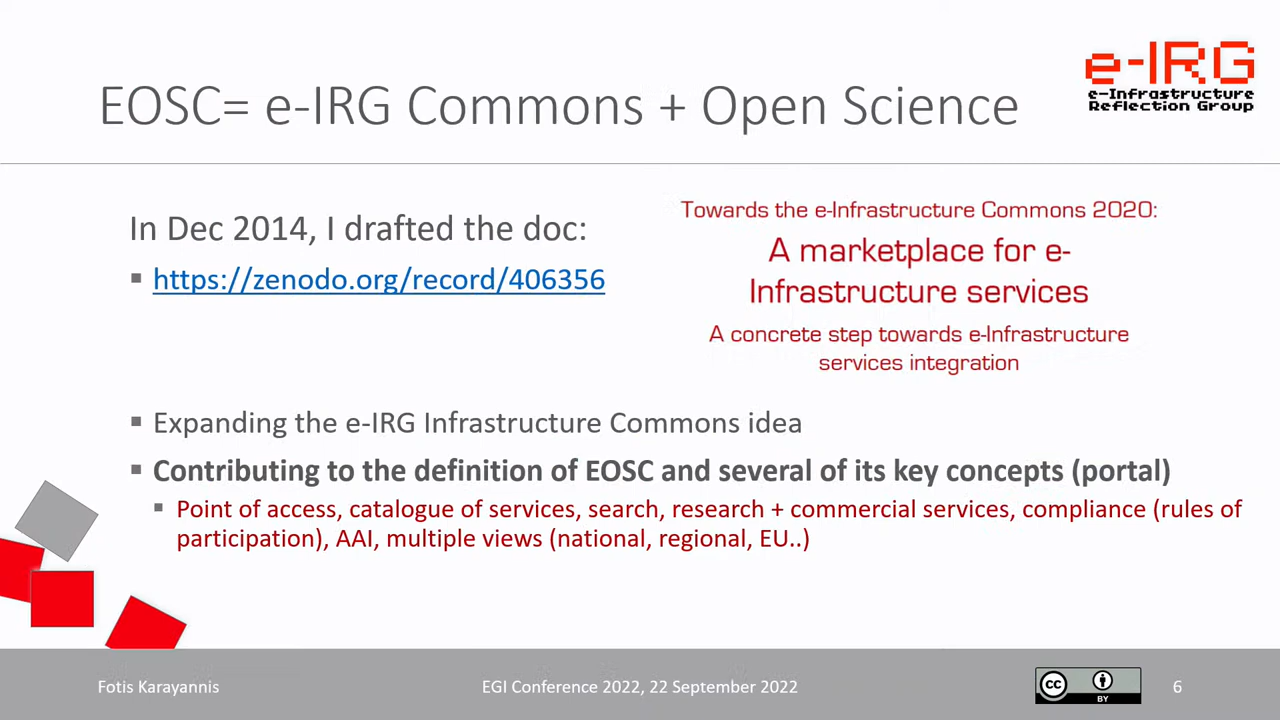 EOSC= e-IRG Commons + Open Science
e-IRG
e-Infrastructure
Reflection Group
In Dec 2014, I drafted the doc:
https://zenodo.org/record/406356
Towards the e-Infrastructure Commons 2020:
A marketplace for e-
Infrastructure services
A concrete step towards e-Infrastructure
services integration
Expanding the e-IRG Infrastructure Commons idea
Contributing to the definition of EOSC and several of its key concepts (portal)
Point of access, catalogue of services, search, research + commercial services, compliance (rules of
participation), AAI, multiple views (national, regional, EU..)
Fotis Karayannis
EGI Conference 2022, 22 September 2022
cc
BY
6